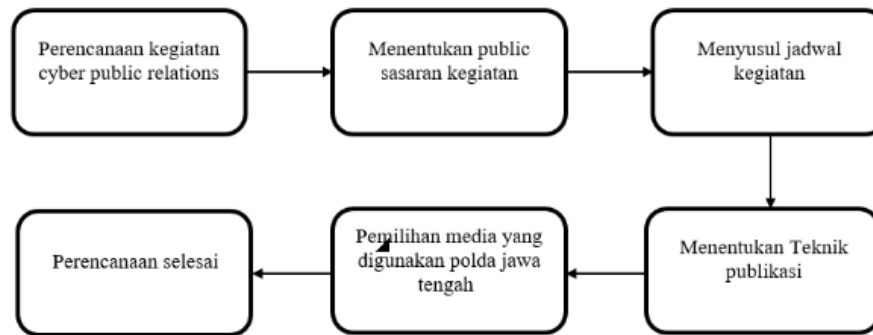 Perencanaan kegiatan
cyber public relations
Menentukan public
sasaran kegiatan
Menyusul jadwal
kegiatan
Menentukan Teknik
publikasi
Pemilihan media yang
digunakan polda jawa
tengah
Perencanaan selesai